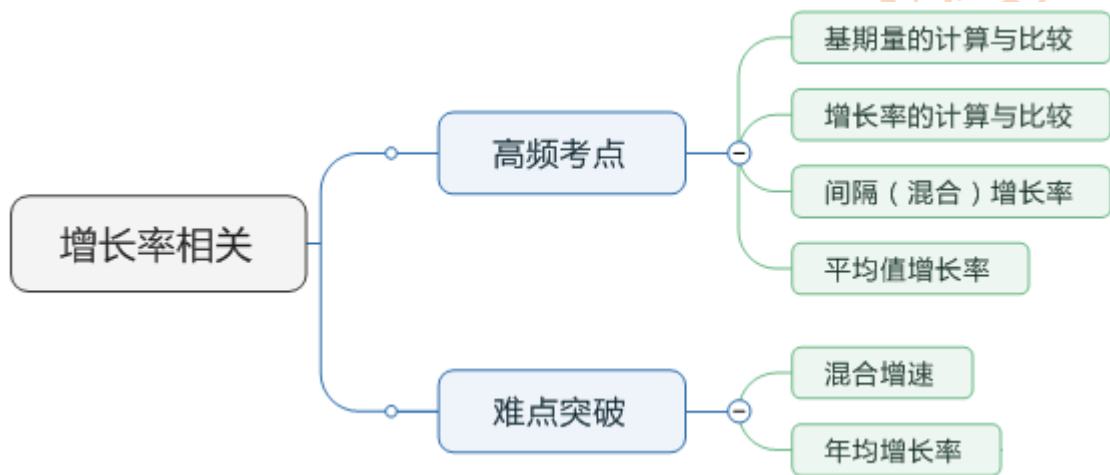 增长率相关
高频考点
基期量的计算与比较
增长率的计算与比较
间隔（混合）增长率
平均值增长率
难点突破
混合增速
年均增长率